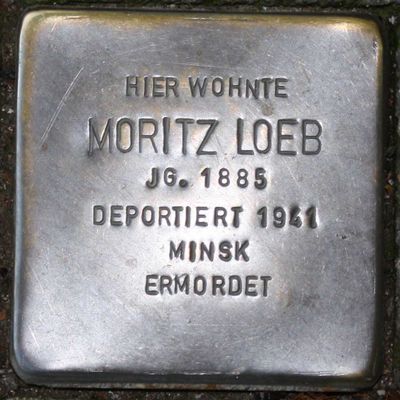 HIER WOHNTE
MORITZ LOEB
JG. 1885
DEPORTIERT 1941
MINSK
ERMORDET